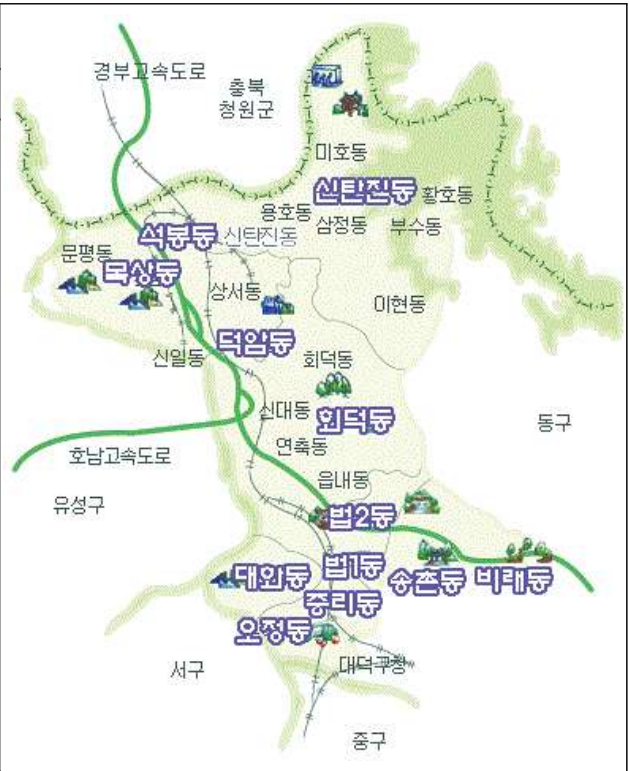 경부고속도로
충북
청원군
미호동
신탄진동
황호동
용호동
삼정동
부수동
석봉동
신탄진동
문평동
목상동
상서동
이현동
덕암동
신일동
회덕동
신대동
회덕동
동구
연축동
호남고속도로
읍내동
유성구
법2동
법1동
대화동
송촌동
비래동
중리동
오정동
서구
대덕구청
중구